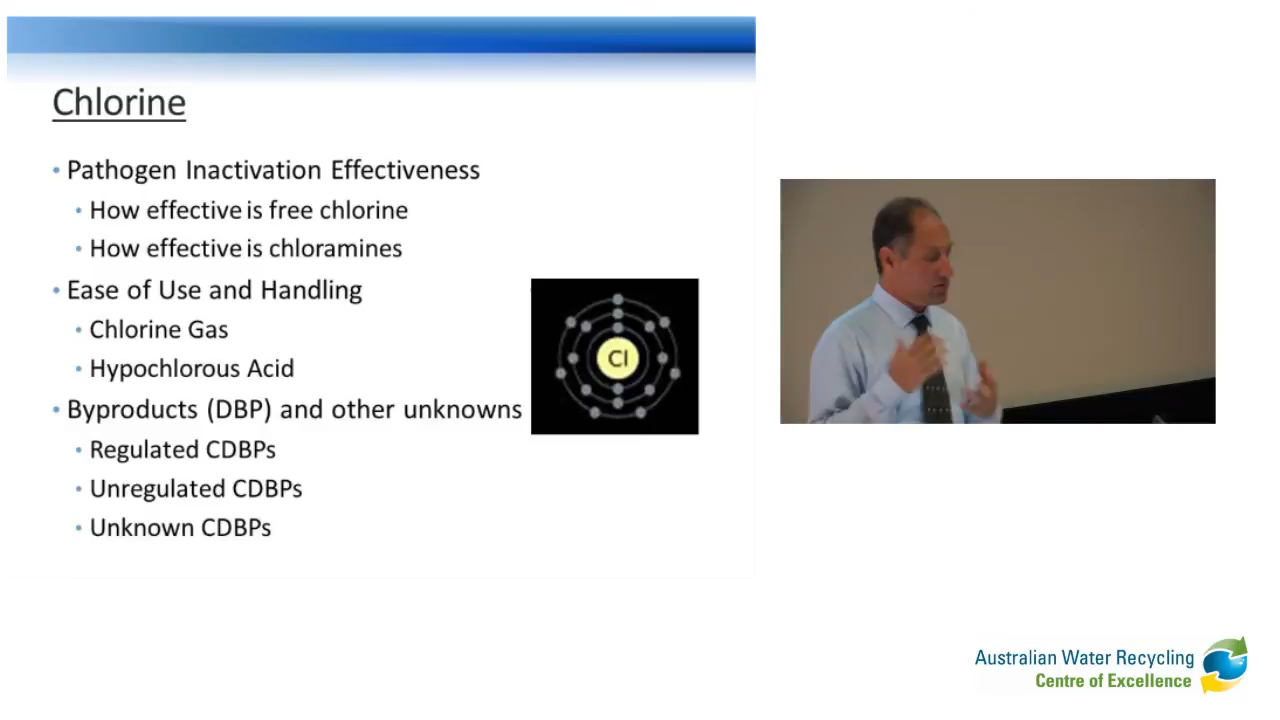 Chlorine
• Pathogen Inactivation Effectiveness
• How effective is free chlorine
• How effective is chloramines
• Ease of Use and Handling
• Chlorine Gas
• Hypochlorous Acid
• Byproducts (DBP) and other unknowns
• Regulated CDBPs
• Unregulated CDBPs
• Unknown CDBPs
Cl
Australian Water Recycling
Centre of Excellence